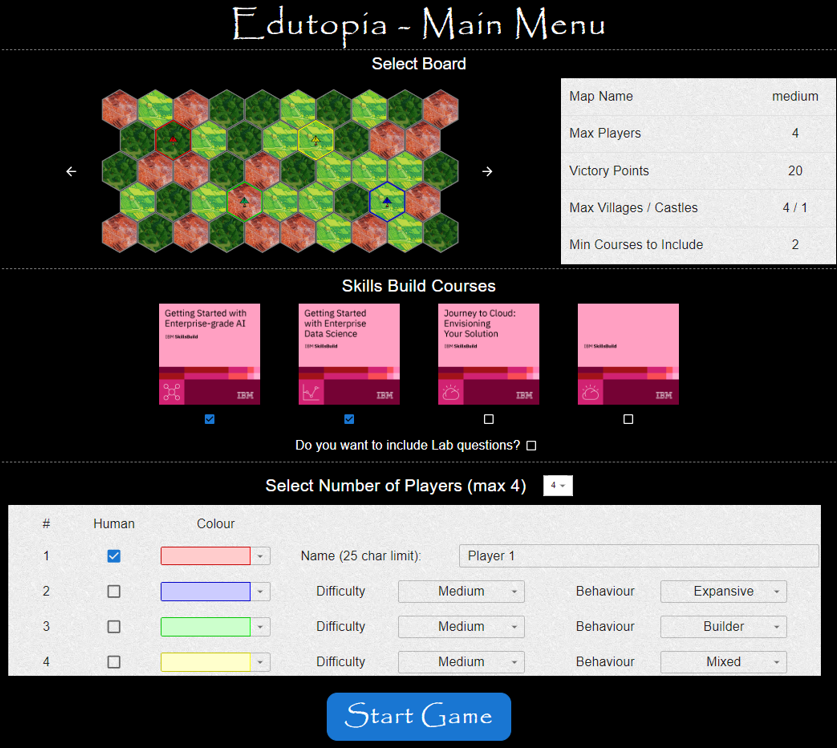 Edutopia - Main Menu
Select Board
Map Name medium
Max Players 4
Victory Points 20
Max Villages / Castles 4 / 1
Min Courses to Include 2
Skills Build Courses
Getting Started with
Enterprise-grade AI
IBM SkillsBuild
IBM
Getting Started
with Enterprise
Data Science
IBM SkillsBuild
IBM
Journey to Cloud:
Envisioning
Your Solution
IBM SkillsBuild
IBM
IBM SkillsBuild
IBM
Do you want to include Lab questions?
Select Number of Players (max 4) 4
# Human Colour
1 Name (25 char limit): Player 1
2 Difficulty Medium Behaviour Expansive
3 Difficulty Medium Behaviour Builder
4 Difficulty Medium Behaviour Mixed
Start Game